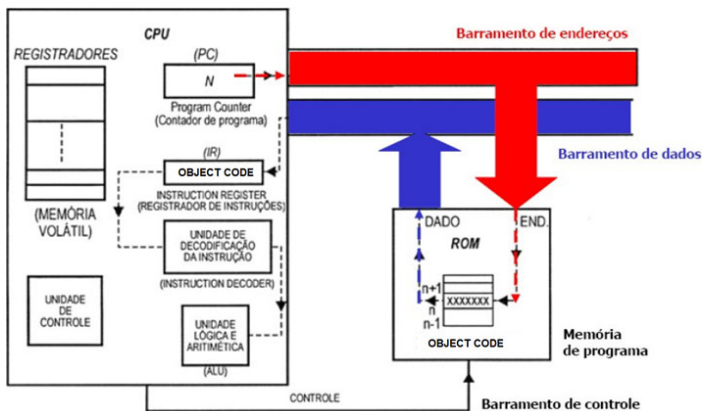 CPU
REGISTRADORES
(MEMÓRIA
VOLÁTIL)
UNIDADE
DE
CONTROLE
(PC)
N
Program Counter
(Contador de programa)
(IR)
OBJECT CODE
INSTRUCTION REGISTER
(REGISTRADOR DE INSTRUÇÕES)
UNIDADE DE
DECODIFICAÇÃO
DA INSTRUÇÃO
(INSTRUCTION DECODER)
UNIDADE
LÓGICA E
ARITMÉTICA
(ALU)
Barramento de endereços
Barramento de dados
DADO
END.
ROM
n+1
n
n-1
XXXXXXX
OBJECT CODE
Memória
de programa
CONTROLE
Barramento de controle